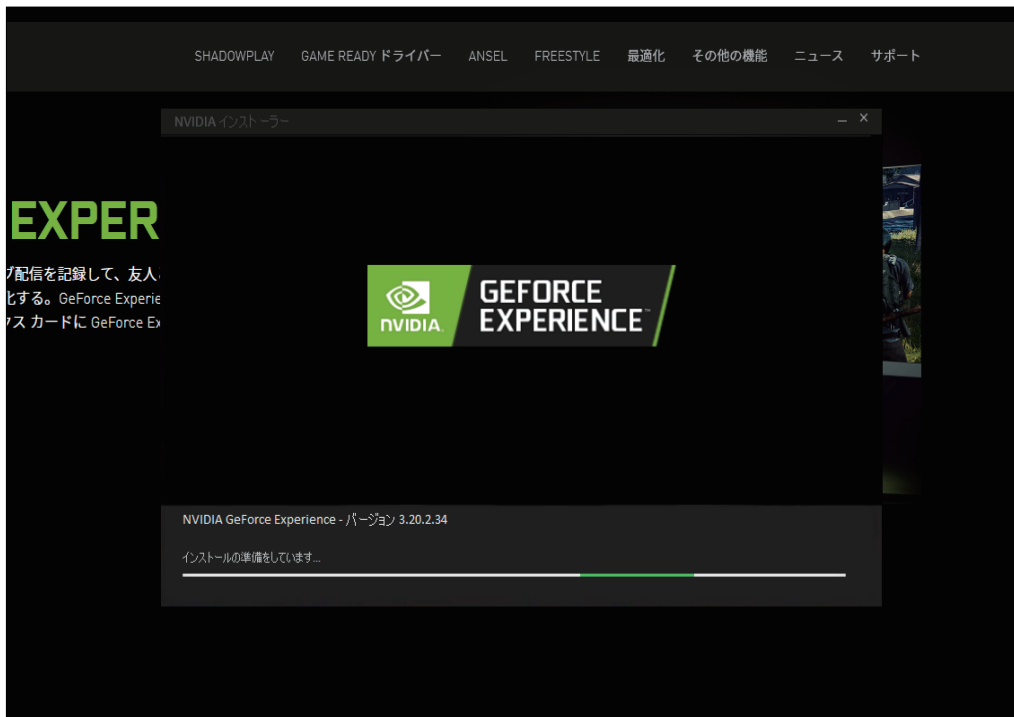 SHADOWPLAY GAME READY ドライバー ANSEL FREESTYLE 最適化 その他の機能 ニュース サポート
NVIDIA インストーラー
EXPER
ブ配信を記録して、友人
化する。GeForce Experie
クス カードに GeForce Ex
NVIDIA.
GEFORCE
EXPERIENCE™
NVIDIA GeForce Experience - バージョン 3.20.2.34
インストールの準備をしています...